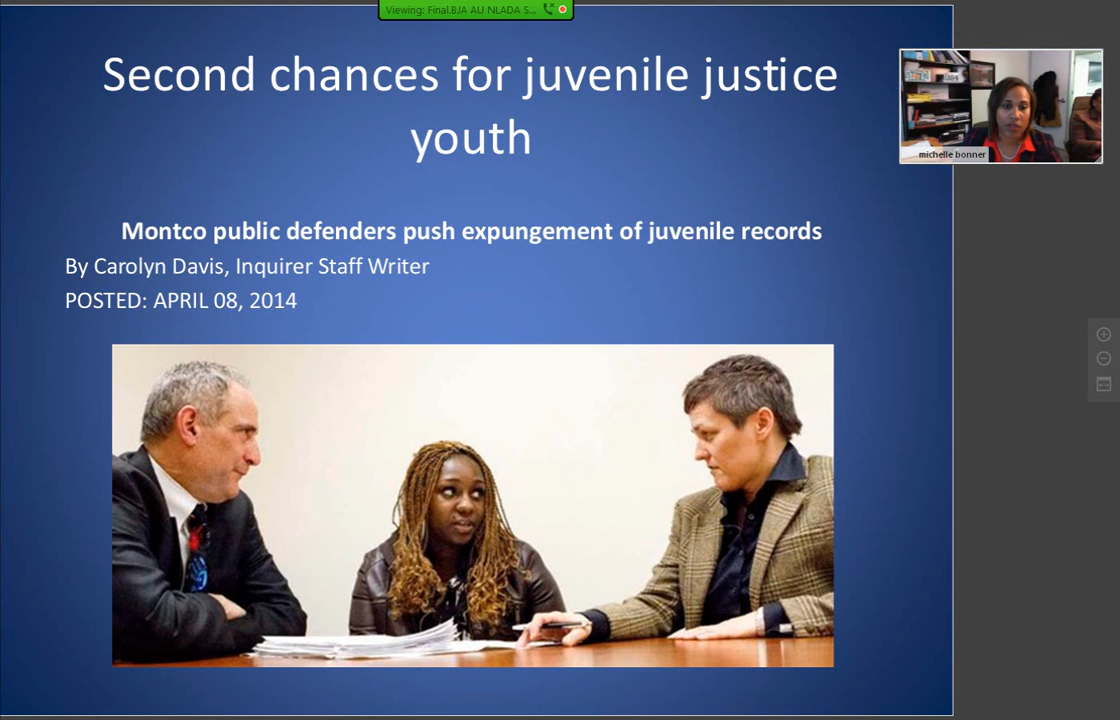 Viewing: Final.BJA AU NLADA S...
Second chances for juvenile justice
youth
michelle bonner
Montco public defenders push expungement of juvenile records
By Carolyn Davis, Inquirer Staff Writer
POSTED: APRIL 08, 2014